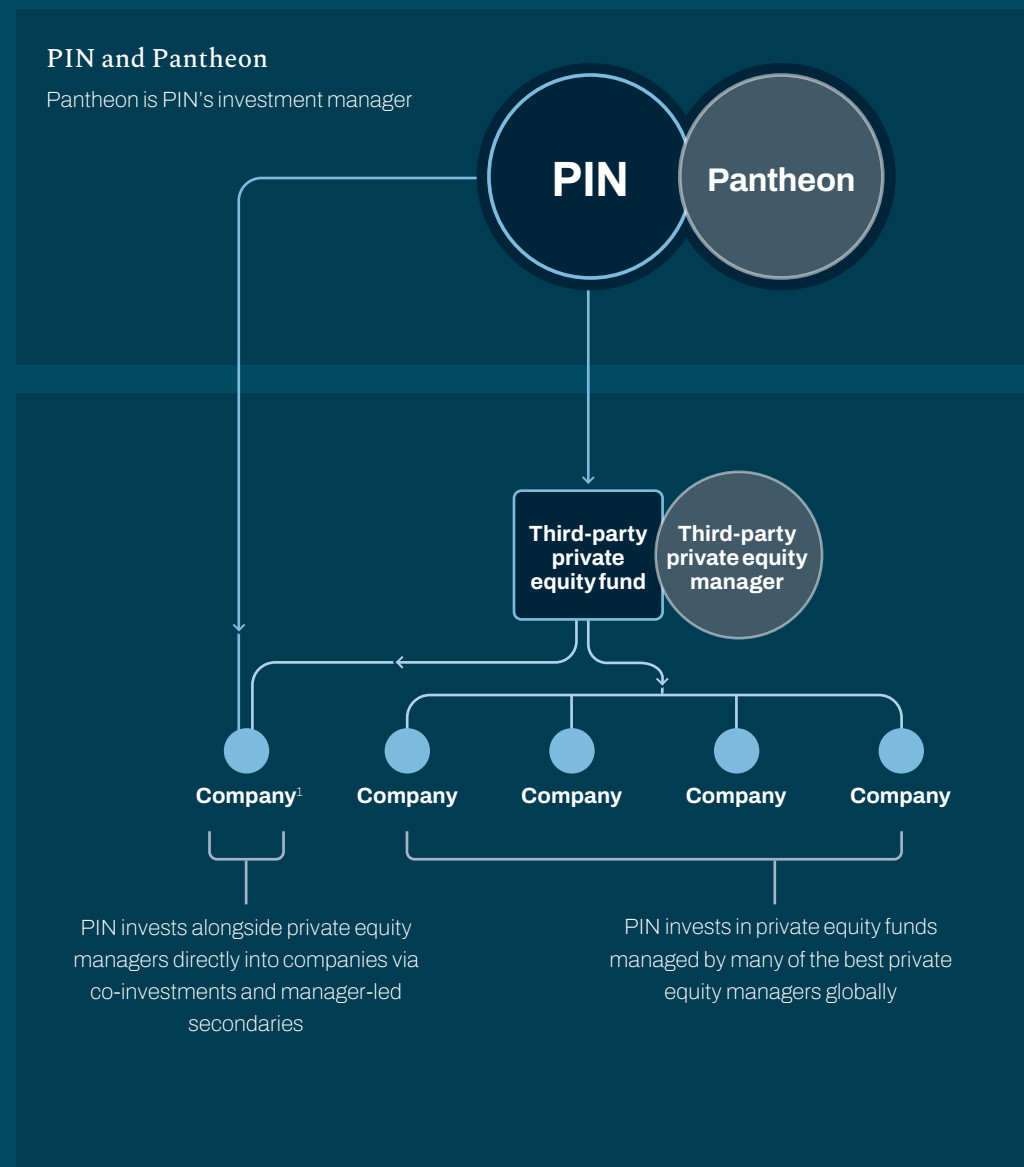 PIN and Pantheon
Pantheon is PIN’s investment manager
PIN
Pantheon
Third-party
private
equity fund
Third-party
private equity
manager
Company¹
Company
Company
Company
Company
PIN invests alongside private equity
managers directly into companies via
co-investments and manager-led
secondaries
PIN invests in private equity funds
managed by many of the best private
equity managers globally